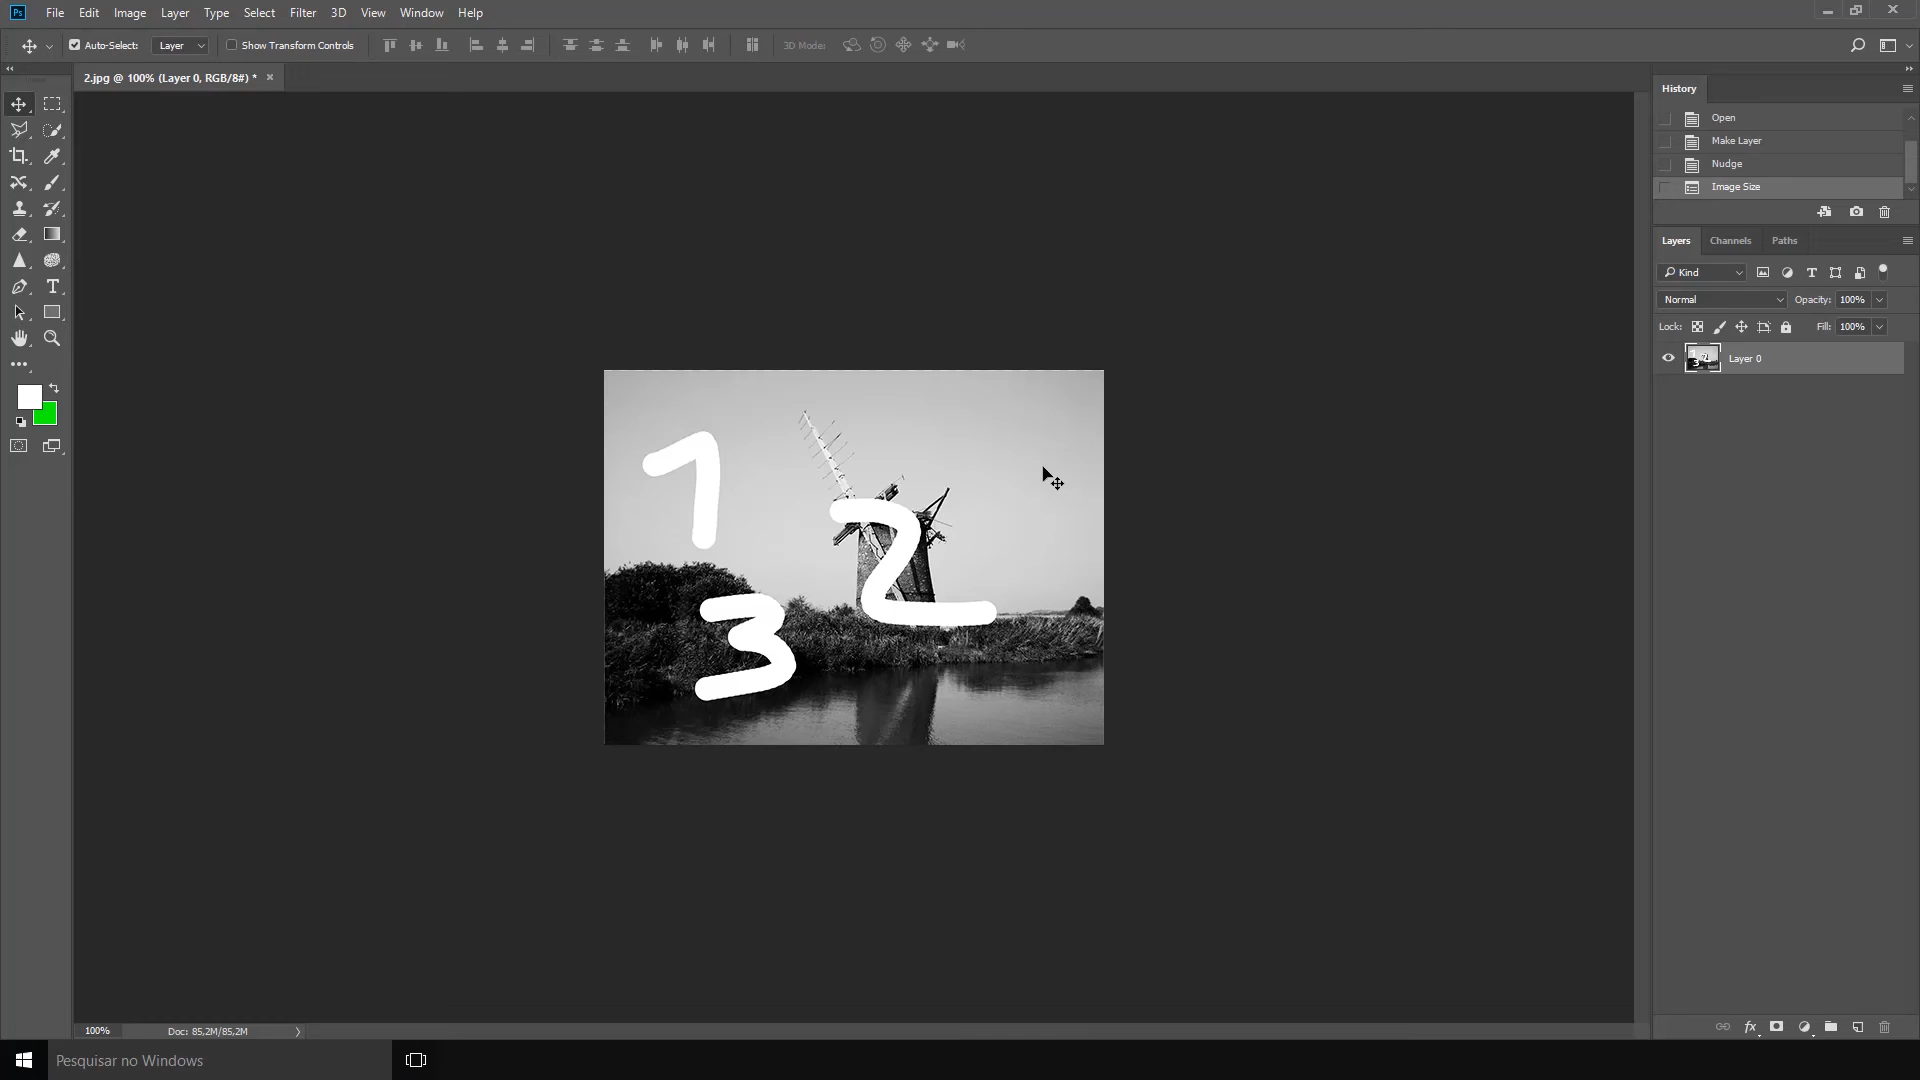 Ps File Edit Image Layer Type Select Filter 3D View Window Help
Auto-Select: Layer Show Transform Controls 3D Mode:
2.jpg @ 100% (Layer 0, RGB/8#) *
1
2
3
History
Open
Make Layer
Nudge
Image Size
Layers Channels Paths
Kind
Normal Opacity: 100%
Lock: Fill: 100%
Layer 0
100% Doc: 85,2M/85,2M
Pesquisar no Windows